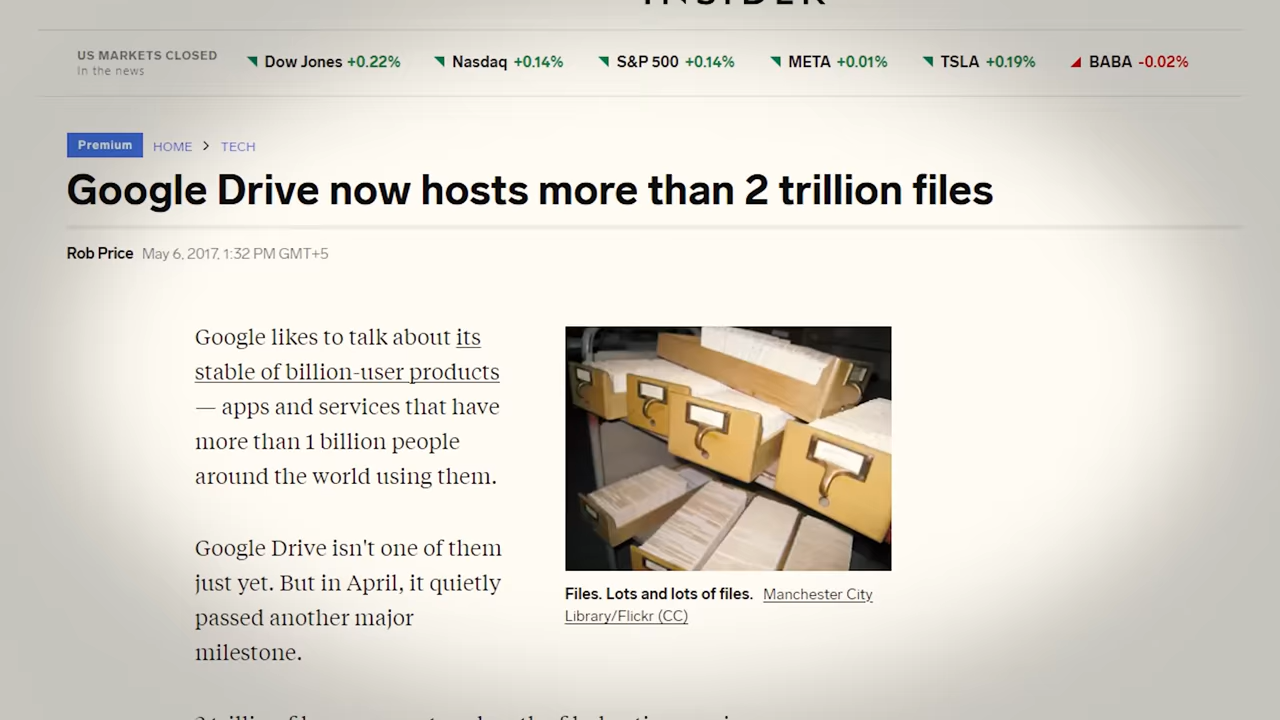 INSIDER
US MARKETS CLOSED
In the news
Dow Jones +0.22%
Nasdaq +0.14%
S&P 500 +0.14%
META +0.01%
TSLA +0.19%
BABA -0.02%
Premium HOME > TECH
Google Drive now hosts more than 2 trillion files
Rob Price May 6, 2017, 1:32 PM GMT+5
Google likes to talk about its
stable of billion-user products
— apps and services that have
more than 1 billion people
around the world using them.
Google Drive isn't one of them
just yet. But in April, it quietly
passed another major
milestone.
Files. Lots and lots of files. Manchester City
Library/Flickr (CC)